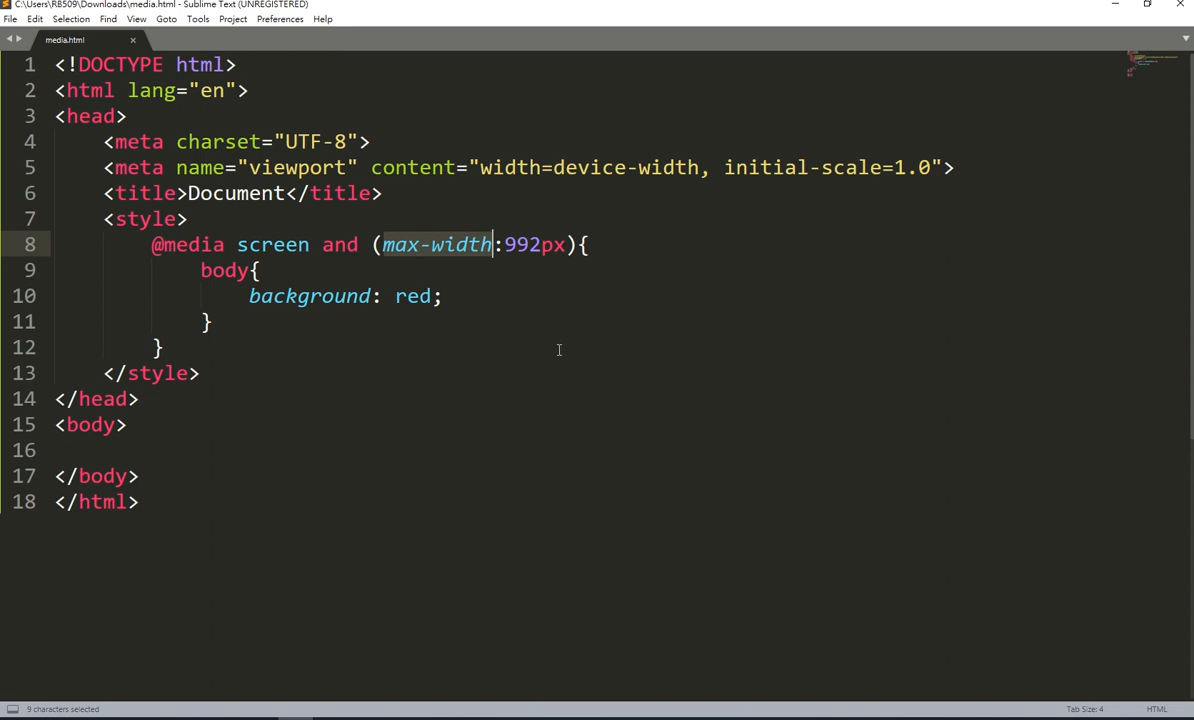 C:\Users\RB509\Downloads\media.html - Sublime Text (UNREGISTERED)
File Edit Selection Find View Goto Tools Project Preferences Help
media.html
1 <!DOCTYPE html>
2 <html lang="en">
3 <head>
4     <meta charset="UTF-8">
5     <meta name="viewport" content="width=device-width, initial-scale=1.0">
6     <title>Document</title>
7     <style>
8         @media screen and (max-width:992px){
9             body{
10                 background: red;
11             }
12         }
13     </style>
14 </head>
15 <body>
16
17 </body>
18 </html>
9 characters selected
Tab Size: 4
HTML